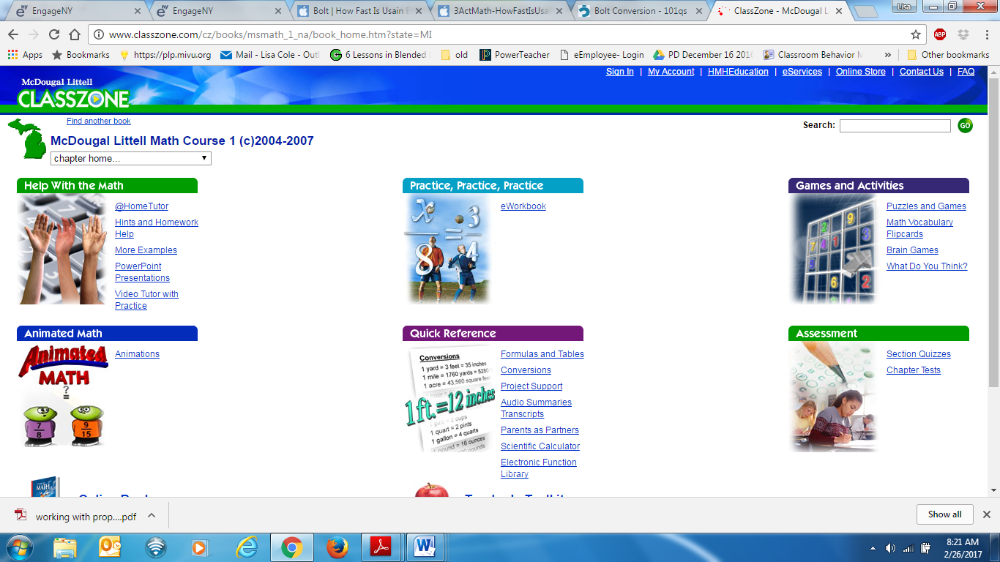 Lisa
EngageNY
EngageNY
Bolt | How Fast Is Usain
3ActMath-HowFastIsUsa
Bolt Conversion - 101qs
ClassZone - McDougal L
www.classzone.com/cz/books/msmath_1_na/book_home.htm?state=MI
ABP
Apps
Bookmarks
https://plp.mivu.org
Mail - Lisa Cole - Out
6 Lessons in Blended
old
PowerTeacher
eEmployee- Login
PD December 16 201
Classroom Behavior
»
Other bookmarks
McDougal Littell
CLASSZONE
Sign In | My Account | HMHEducation | eServices | Online Store | Contact Us | FAQ
Find another book
Search:
GO
McDougal Littell Math Course 1 (c)2004-2007
chapter home...
Help With the Math
@HomeTutor
Hints and Homework
Help
More Examples
PowerPoint
Presentations
Video Tutor with
Practice
Practice, Practice, Practice
x
3
=
8
4
eWorkbook
Games and Activities
Puzzles and Games
Math Vocabulary
Flipcards
Brain Games
What Do You Think?
Animated Math
Animated
MATH
?
=
7
8
9
15
Animations
Quick Reference
Conversions
1 yard = 3 feet = 35 inches
1 mile = 1760 yards = 5280
1 acre = 43,560 square fe
1 ft.=12 inches
1 pint = 2 cups
1 quart = 2 pints
1 gallon = 4 quarts
1 pound = 16 ounces
Formulas and Tables
Conversions
Project Support
Audio Summaries
Transcripts
Parents as Partners
Scientific Calculator
Electronic Function
Library
Assessment
Section Quizzes
Chapter Tests
MATH
working with prop....pdf
Show all
8:21 AM
2/26/2017